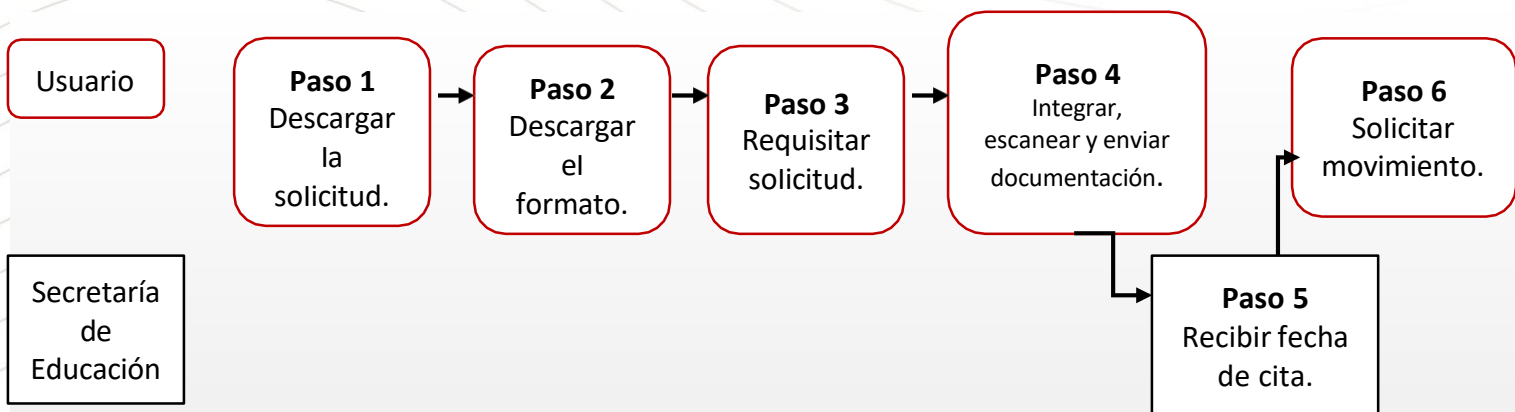 Usuario
Paso 1
Descargar
la
solicitud.
Paso 2
Descargar
el
formato.
Paso 3
Requisitar
solicitud.
Paso 4
Integrar,
escanear y enviar
documentación.
Paso 6
Solicitar
movimiento.
Secretaría
de
Educación
Paso 5
Recibir fecha
de cita.